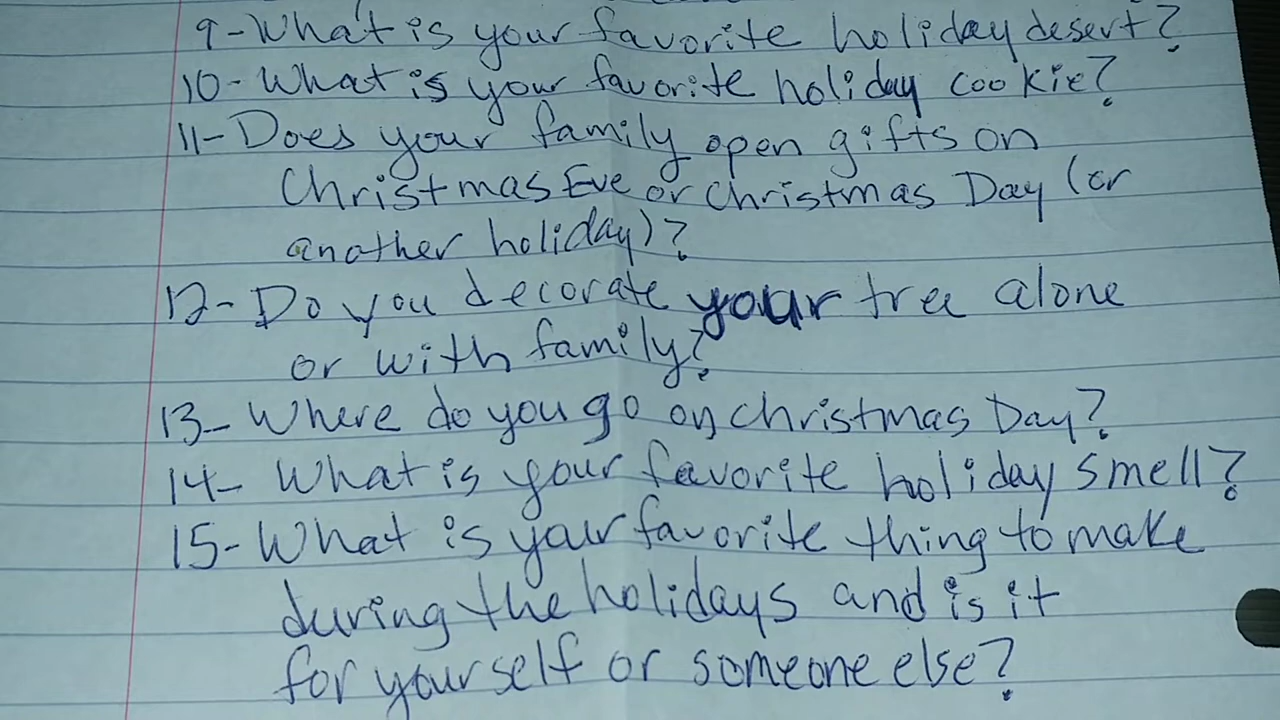 9-What is your favorite holiday desert?
10-What is your favorite holiday cookie?
11-Does your family open gifts on
Christmas Eve or Christmas Day (or
another holiday)?
12-Do you decorate your tree alone
or with family?
13-Where do you go on Christmas Day?
14-What is your favorite holiday smell?
15-What is your favorite thing to make
during the holidays and is it
for yourself or someone else?